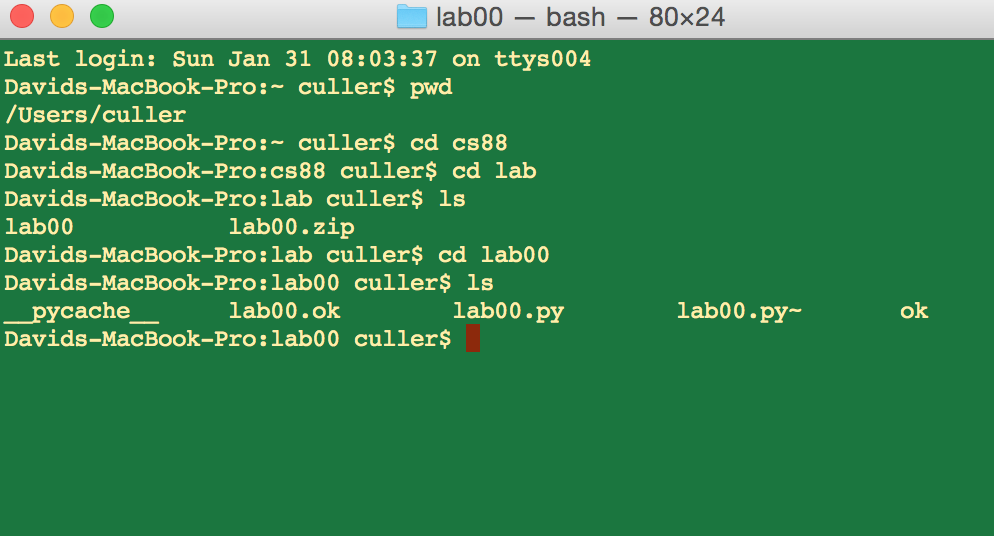 lab00 — bash — 80×24
Last login: Sun Jan 31 08:03:37 on ttys004
Davids-MacBook-Pro:~ culler$ pwd
/Users/culler
Davids-MacBook-Pro:~ culler$ cd cs88
Davids-MacBook-Pro:cs88 culler$ cd lab
Davids-MacBook-Pro:lab culler$ ls
lab00           lab00.zip
Davids-MacBook-Pro:lab culler$ cd lab00
Davids-MacBook-Pro:lab00 culler$ ls
__pycache__     lab00.ok        lab00.py        lab00.py~       ok
Davids-MacBook-Pro:lab00 culler$